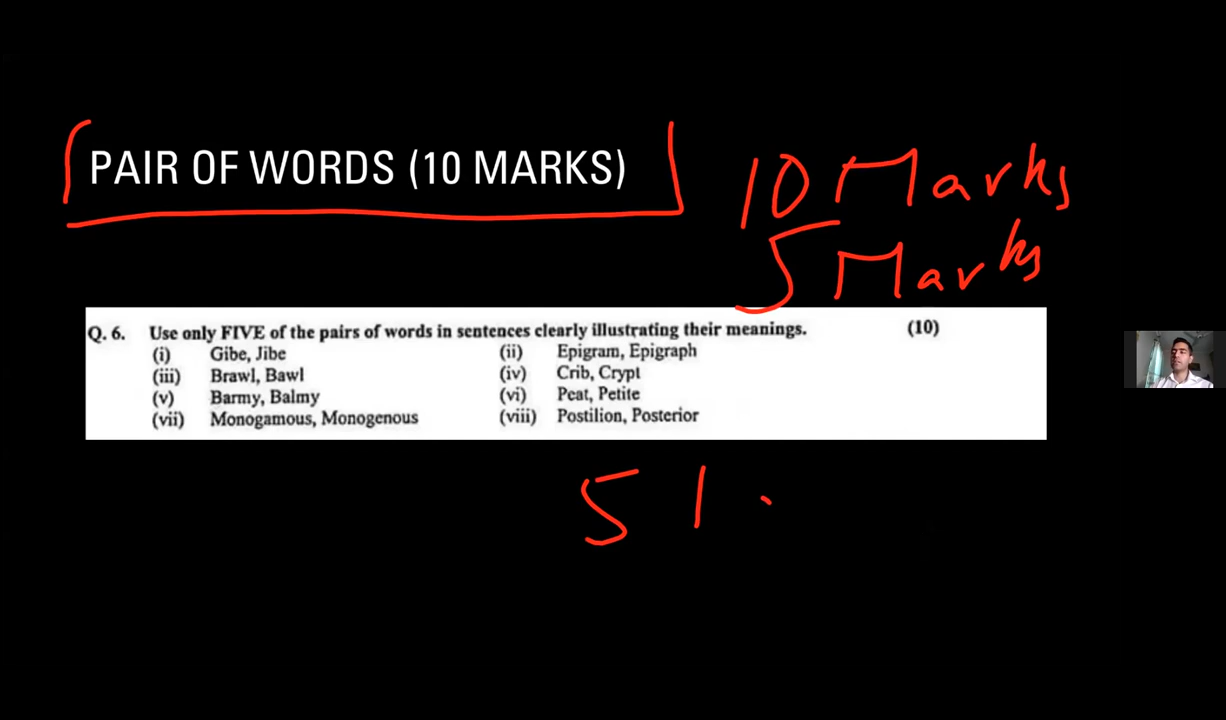 PAIR OF WORDS (10 MARKS)
10 Marks
5 Marks
Q. 6. Use only FIVE of the pairs of words in sentences clearly illustrating their meanings. (10)
(i) Gibe, Jibe (ii) Epigram, Epigraph
(iii) Brawl, Bawl (iv) Crib, Crypt
(v) Barmy, Balmy (vi) Peat, Petite
(vii) Monogamous, Monogenous (viii) Postilion, Posterior
5